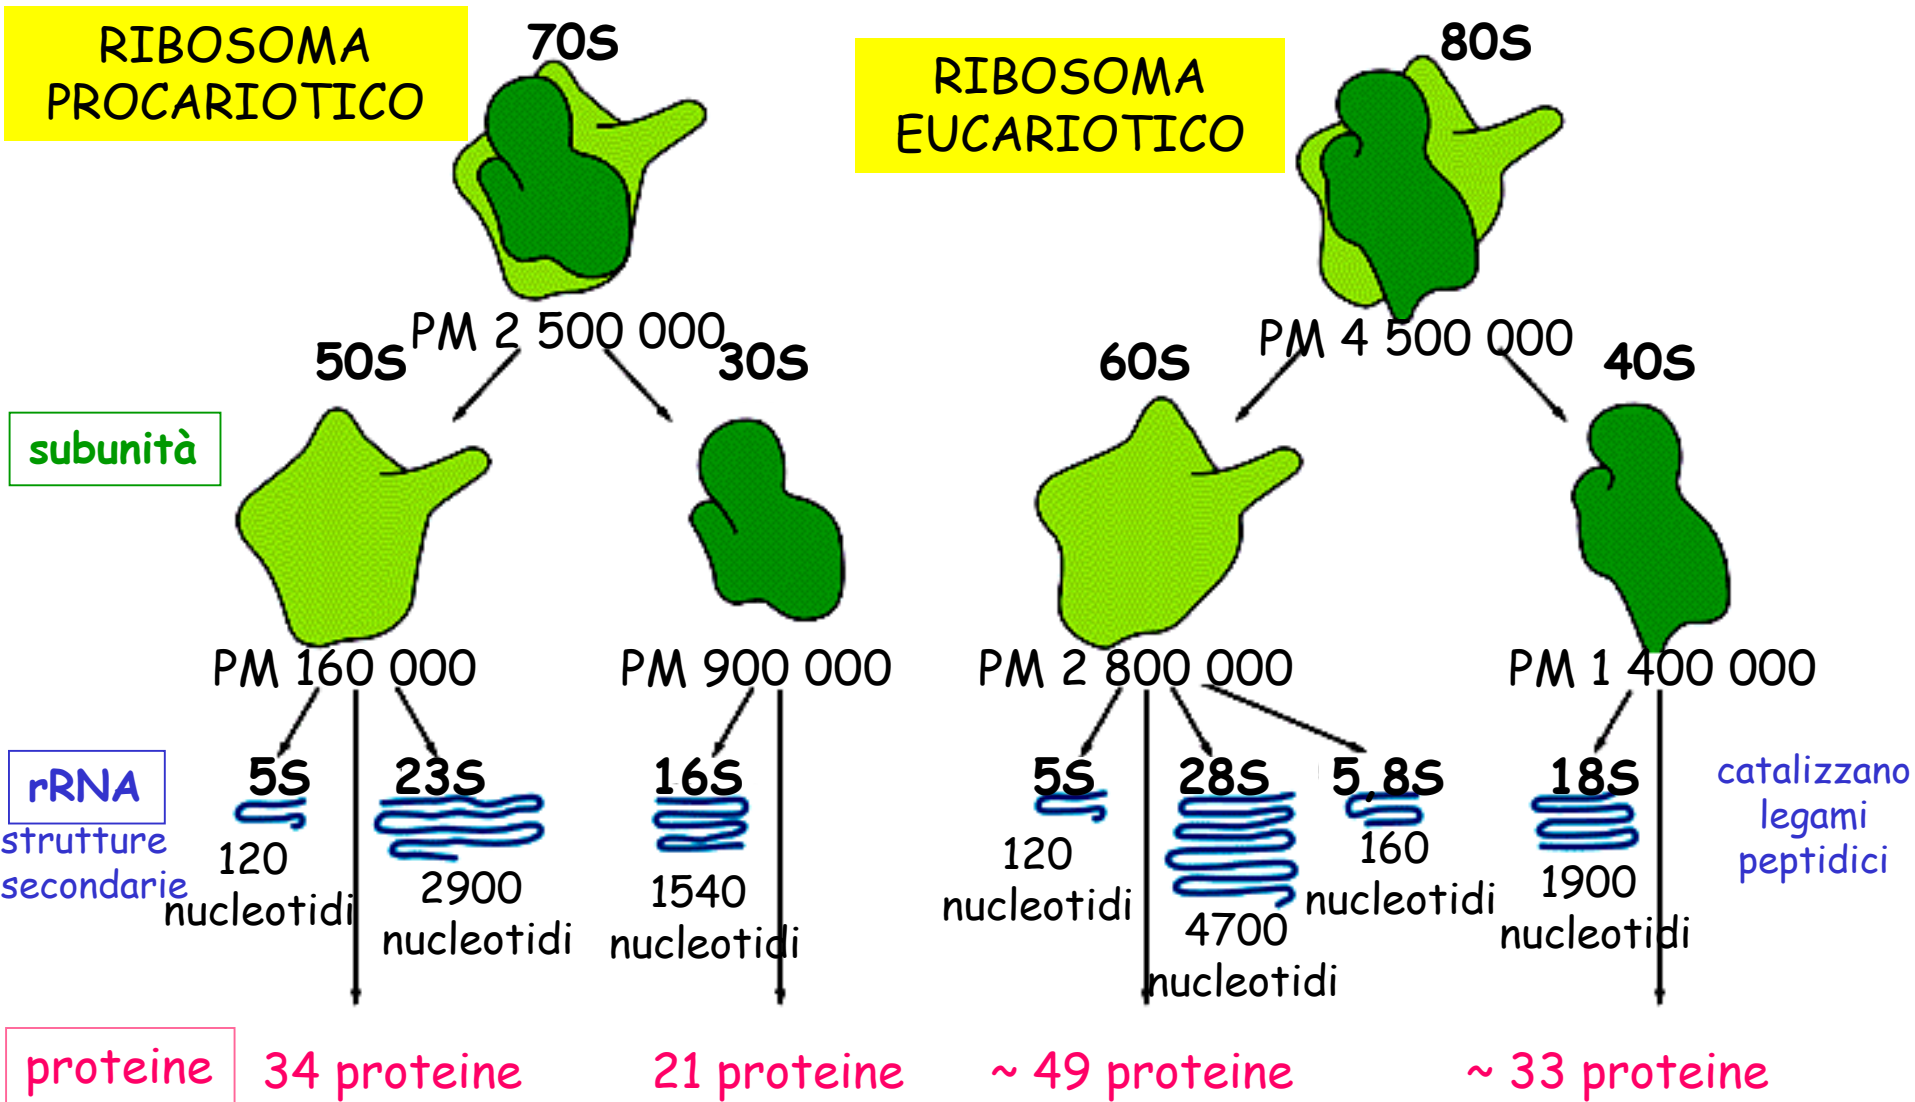 RIBOSOMA
PROCARIOTICO
70S
RIBOSOMA
EUCARIOTICO
80S
PM 2 500 000
PM 4 500 000
50S
30S
60S
40S
subunità
PM 160 000
PM 900 000
PM 2 800 000
PM 1 400 000
rRNA
strutture
secondarie
5S
120
nucleotidi
23S
2900
nucleotidi
16S
1540
nucleotidi
5S
120
nucleotidi
28S
4700
nucleotidi
5,8S
160
nucleotidi
18S
1900
nucleotidi
catalizzano
legami
peptidici
proteine
34 proteine
21 proteine
~ 49 proteine
~ 33 proteine